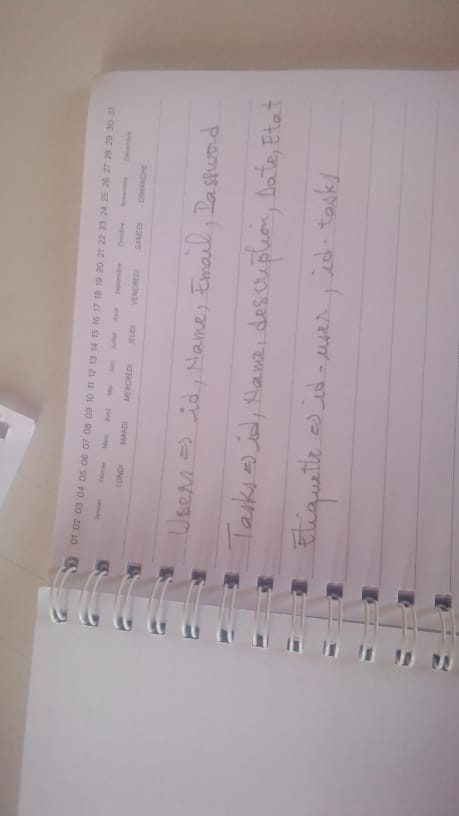 01 02 03 04 05 06 07 08 09 10 11 12 13 14 15 16 17 18 19 20 21 22 23 24 25 26 27 28 29 30 31
Janvier Février Mars Avril Mai Juin Juillet Août Septembre Octobre Novembre Décembre
LUNDI MARDI MERCREDI JEUDI VENDREDI SAMEDI DIMANCHE
Users => id, Name, Email, Password
Tasks => id, Name, description, Date, Etat
Etiquette => id-user, id-tasks